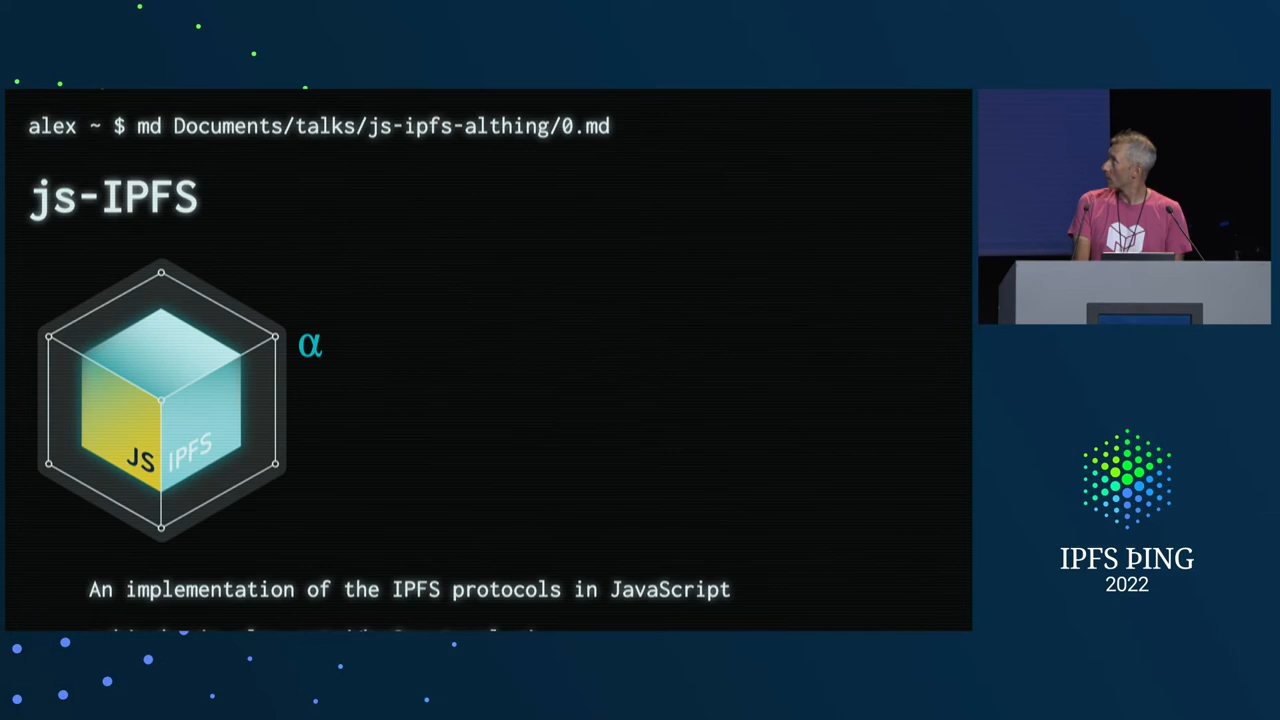 alex ~ $ md Documents/talks/js-ipfs-althing/0.md
js-IPFS
α
JS IPFS
An implementation of the IPFS protocols in JavaScript
IPFS ÞING
2022